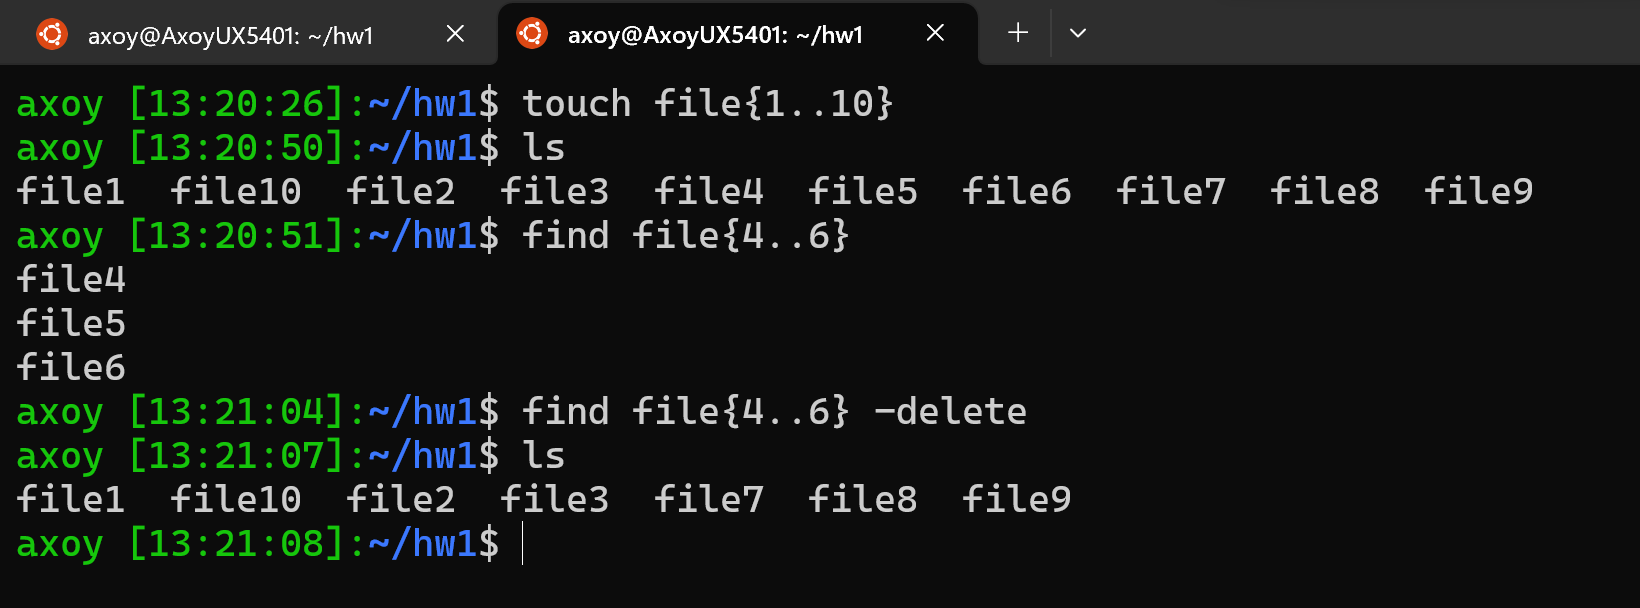 axoy@AxoyUX5401: ~/hw1
axoy@AxoyUX5401: ~/hw1
axoy [13:20:26]:~/hw1$ touch file{1..10}
axoy [13:20:50]:~/hw1$ ls
file1  file10  file2  file3  file4  file5  file6  file7  file8  file9
axoy [13:20:51]:~/hw1$ find file{4..6}
file4
file5
file6
axoy [13:21:04]:~/hw1$ find file{4..6} -delete
axoy [13:21:07]:~/hw1$ ls
file1  file10  file2  file3  file7  file8  file9
axoy [13:21:08]:~/hw1$